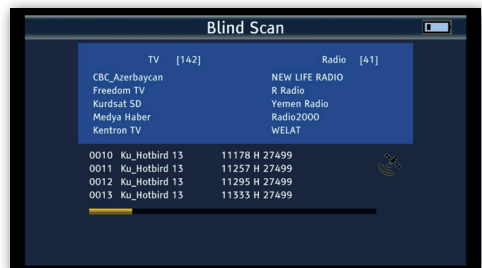 Blind Scan
TV [142] Radio [41]
CBC_Azerbaycan NEW LIFE RADIO
Freedom TV R Radio
Kurdsat SD Yemen Radio
Medya Haber Radio2000
Kentron TV WELAT
0010 Ku_Hotbird 13 11178 H 27499
0011 Ku_Hotbird 13 11257 H 27499
0012 Ku_Hotbird 13 11295 H 27499
0013 Ku_Hotbird 13 11333 H 27499